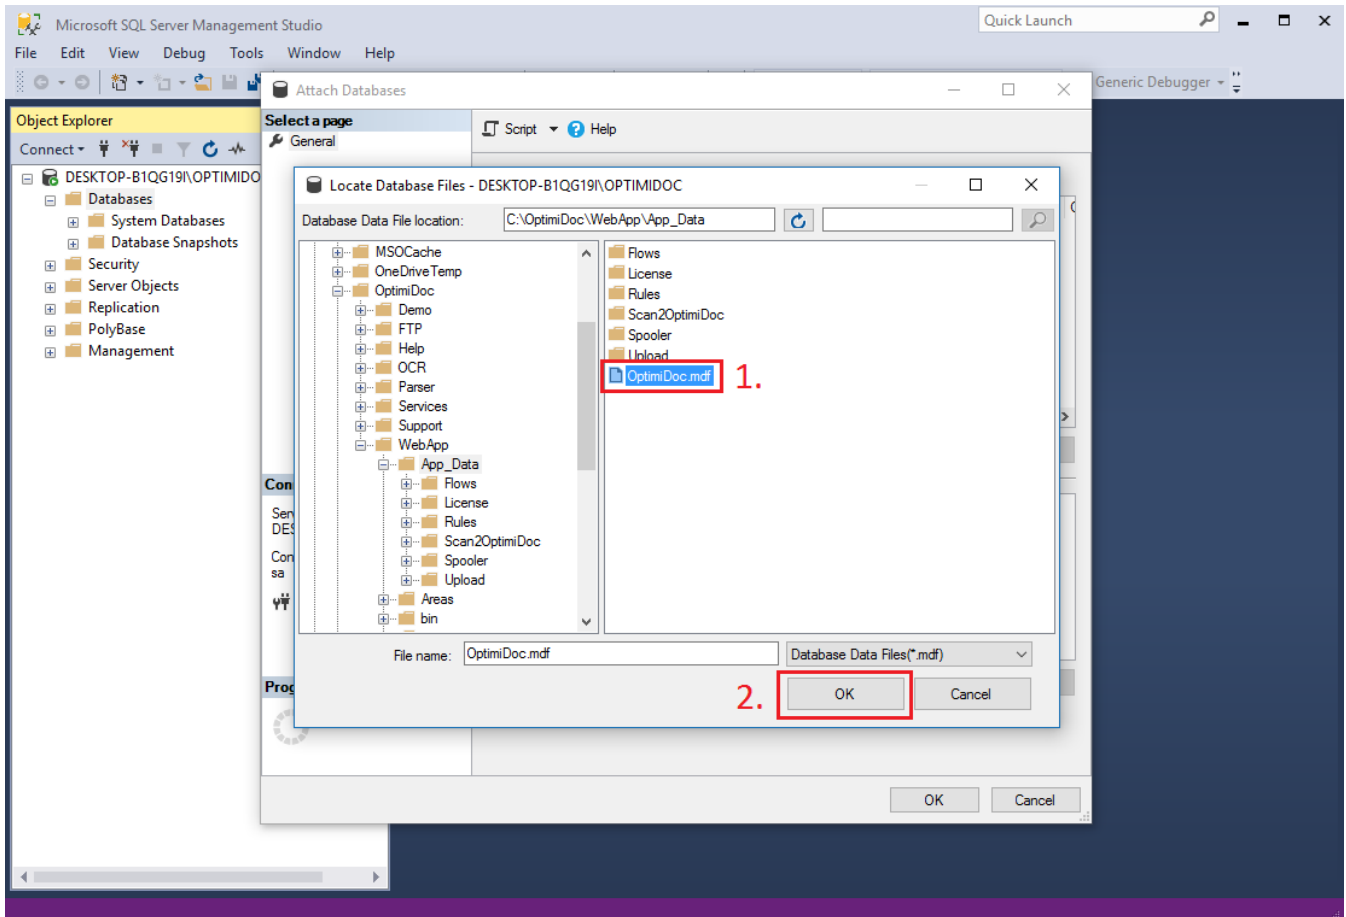 Microsoft SQL Server Management Studio
Quick Launch
File Edit View Debug Tools Window Help
Generic Debugger
Attach Databases
Object Explorer
Connect
DESKTOP-B1QG19I\OPTIMIDO
Databases
System Databases
Database Snapshots
Security
Server Objects
Replication
PolyBase
Management
Select a page
General
Script Help
Locate Database Files - DESKTOP-B1QG19I\OPTIMIDOC
Database Data File location: C:\OptimiDoc\WebApp\App_Data
MSOCache
OneDriveTemp
OptimiDoc
Demo
FTP
Help
OCR
Parser
Services
Support
WebApp
App_Data
Flows
License
Rules
Scan2OptimiDoc
Spooler
Upload
Areas
bin
Flows
License
Rules
Scan2OptimiDoc
Spooler
Upload
OptimiDoc.mdf
1.
File name: OptimiDoc.mdf
Database Data Files(*.mdf)
2.
OK Cancel
Con
Ser
DES
Con
sa
Prog
OK Cancel